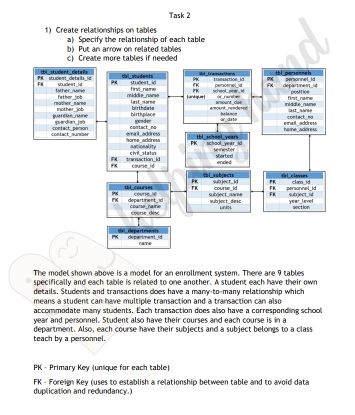 Task 2
1) Create relationships on tables
a) Specify the relationship of each table
b) Put an arrow on related tables
c) Create more tables if needed
tbl_student_details
PK student_details_id
FK student_id
father_name
father_job
mother_name
mother_job
guardian_name
guardian_job
contact_person
contact_number
tbl_students
PK student_id
first_name
middle_name
last_name
birthdate
birthplace
gender
contact_no
email_address
home_address
nationality
civil_status
FK transaction_id
FK course_id
tbl_transactions
PK transaction_id
FK personnel_id
FK school_year_id
(unique) or_number
amount_due
amount_rendered
balance
or_date
tbl_personnels
PK personnel_id
FK department_id
position
first_name
middle_name
last_name
contact_no
email_address
home_address
tbl_school_years
PK school_year_id
semester
started
ended
tbl_courses
PK course_id
FK department_id
course_name
course_desc
tbl_subjects
PK subject_id
FK course_id
subject_name
subject_desc
units
tbl_classes
PK class_id
FK personnel_id
FK subject_id
year_level
section
tbl_departments
PK department_id
name
The model shown above is a model for an enrollment system. There are 9 tables
specifically and each table is related to one another. A student each have their own
details. Students and transactions does have a many-to-many relationship which
means a student can have multiple transaction and a transaction can also
accommodate many students. Each transaction does also have a corresponding school
year and personnel. Student also have their courses and each course is in a
department. Also, each course have their subjects and a subject belongs to a class
teach by a personnel.
PK - Primary Key (unique for each table)
FK - Foreign Key (uses to establish a relationship between table and to avoid data
duplication and redundancy.)